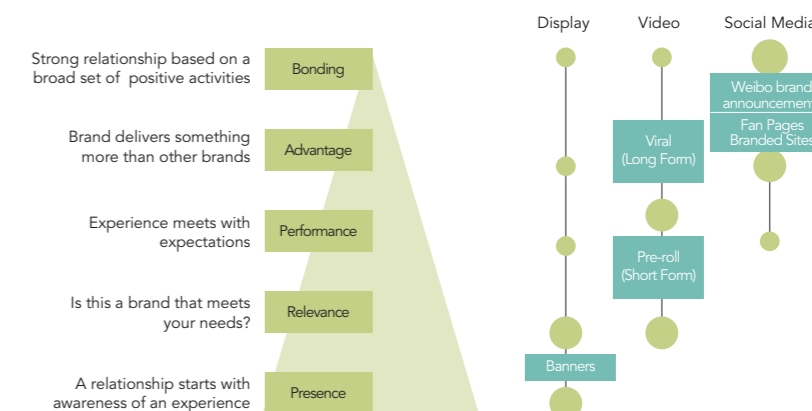 Display
Video
Social Media
Strong relationship based on a
broad set of positive activities
Bonding
Weibo brand
announcement
Fan Pages
Branded Sites
Brand delivers something
more than other brands
Advantage
Viral
(Long Form)
Experience meets with
expectations
Performance
Pre-roll
(Short Form)
Is this a brand that meets
your needs?
Relevance
Banners
A relationship starts with
awareness of an experience
Presence